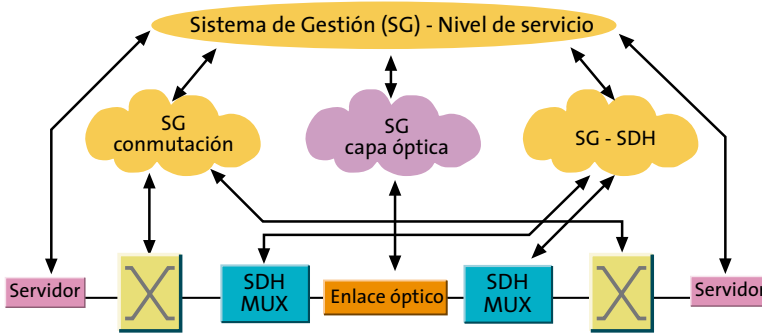 Sistema de Gestión (SG) - Nivel de servicio
SG
conmutación
SG
capa óptica
SG - SDH
Servidor
SDH
MUX
Enlace óptico
SDH
MUX
Servidor